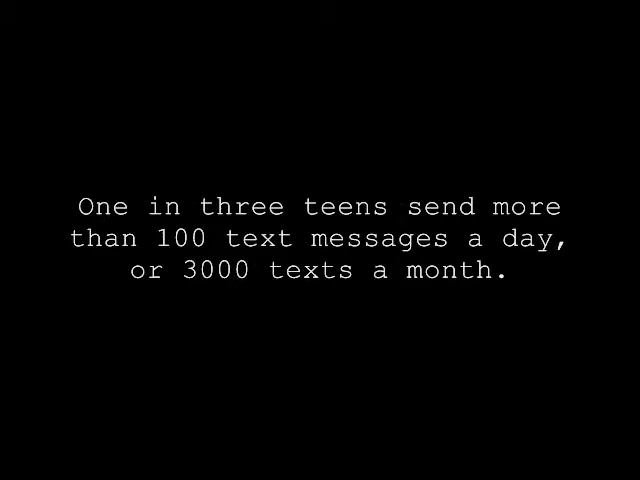 One in three teens send more
than 100 text messages a day,
or 3000 texts a month.